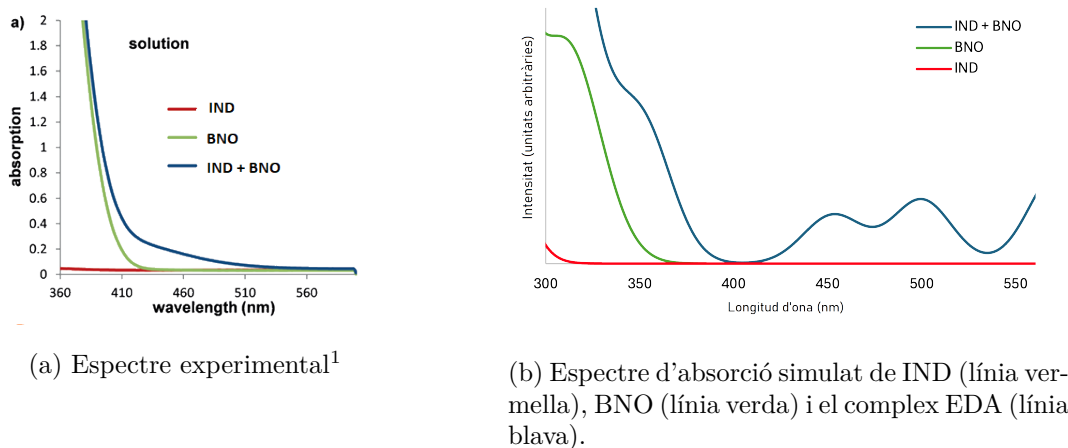 a)
2
1.8
1.6
1.4
1.2
1
0.8
0.6
0.4
0.2
0
absorption
solution
IND
BNO
IND + BNO
360
410
460
510
560
wavelength (nm)
(a) Espectre experimental¹
Intensitat (unitats arbitràries)
IND + BNO
BNO
IND
300
350
400
450
500
550
Longitud d'ona (nm)
(b) Espectre d'absorció simulat de IND (línia ver-
mella), BNO (línia verda) i el complex EDA (línia
blava).